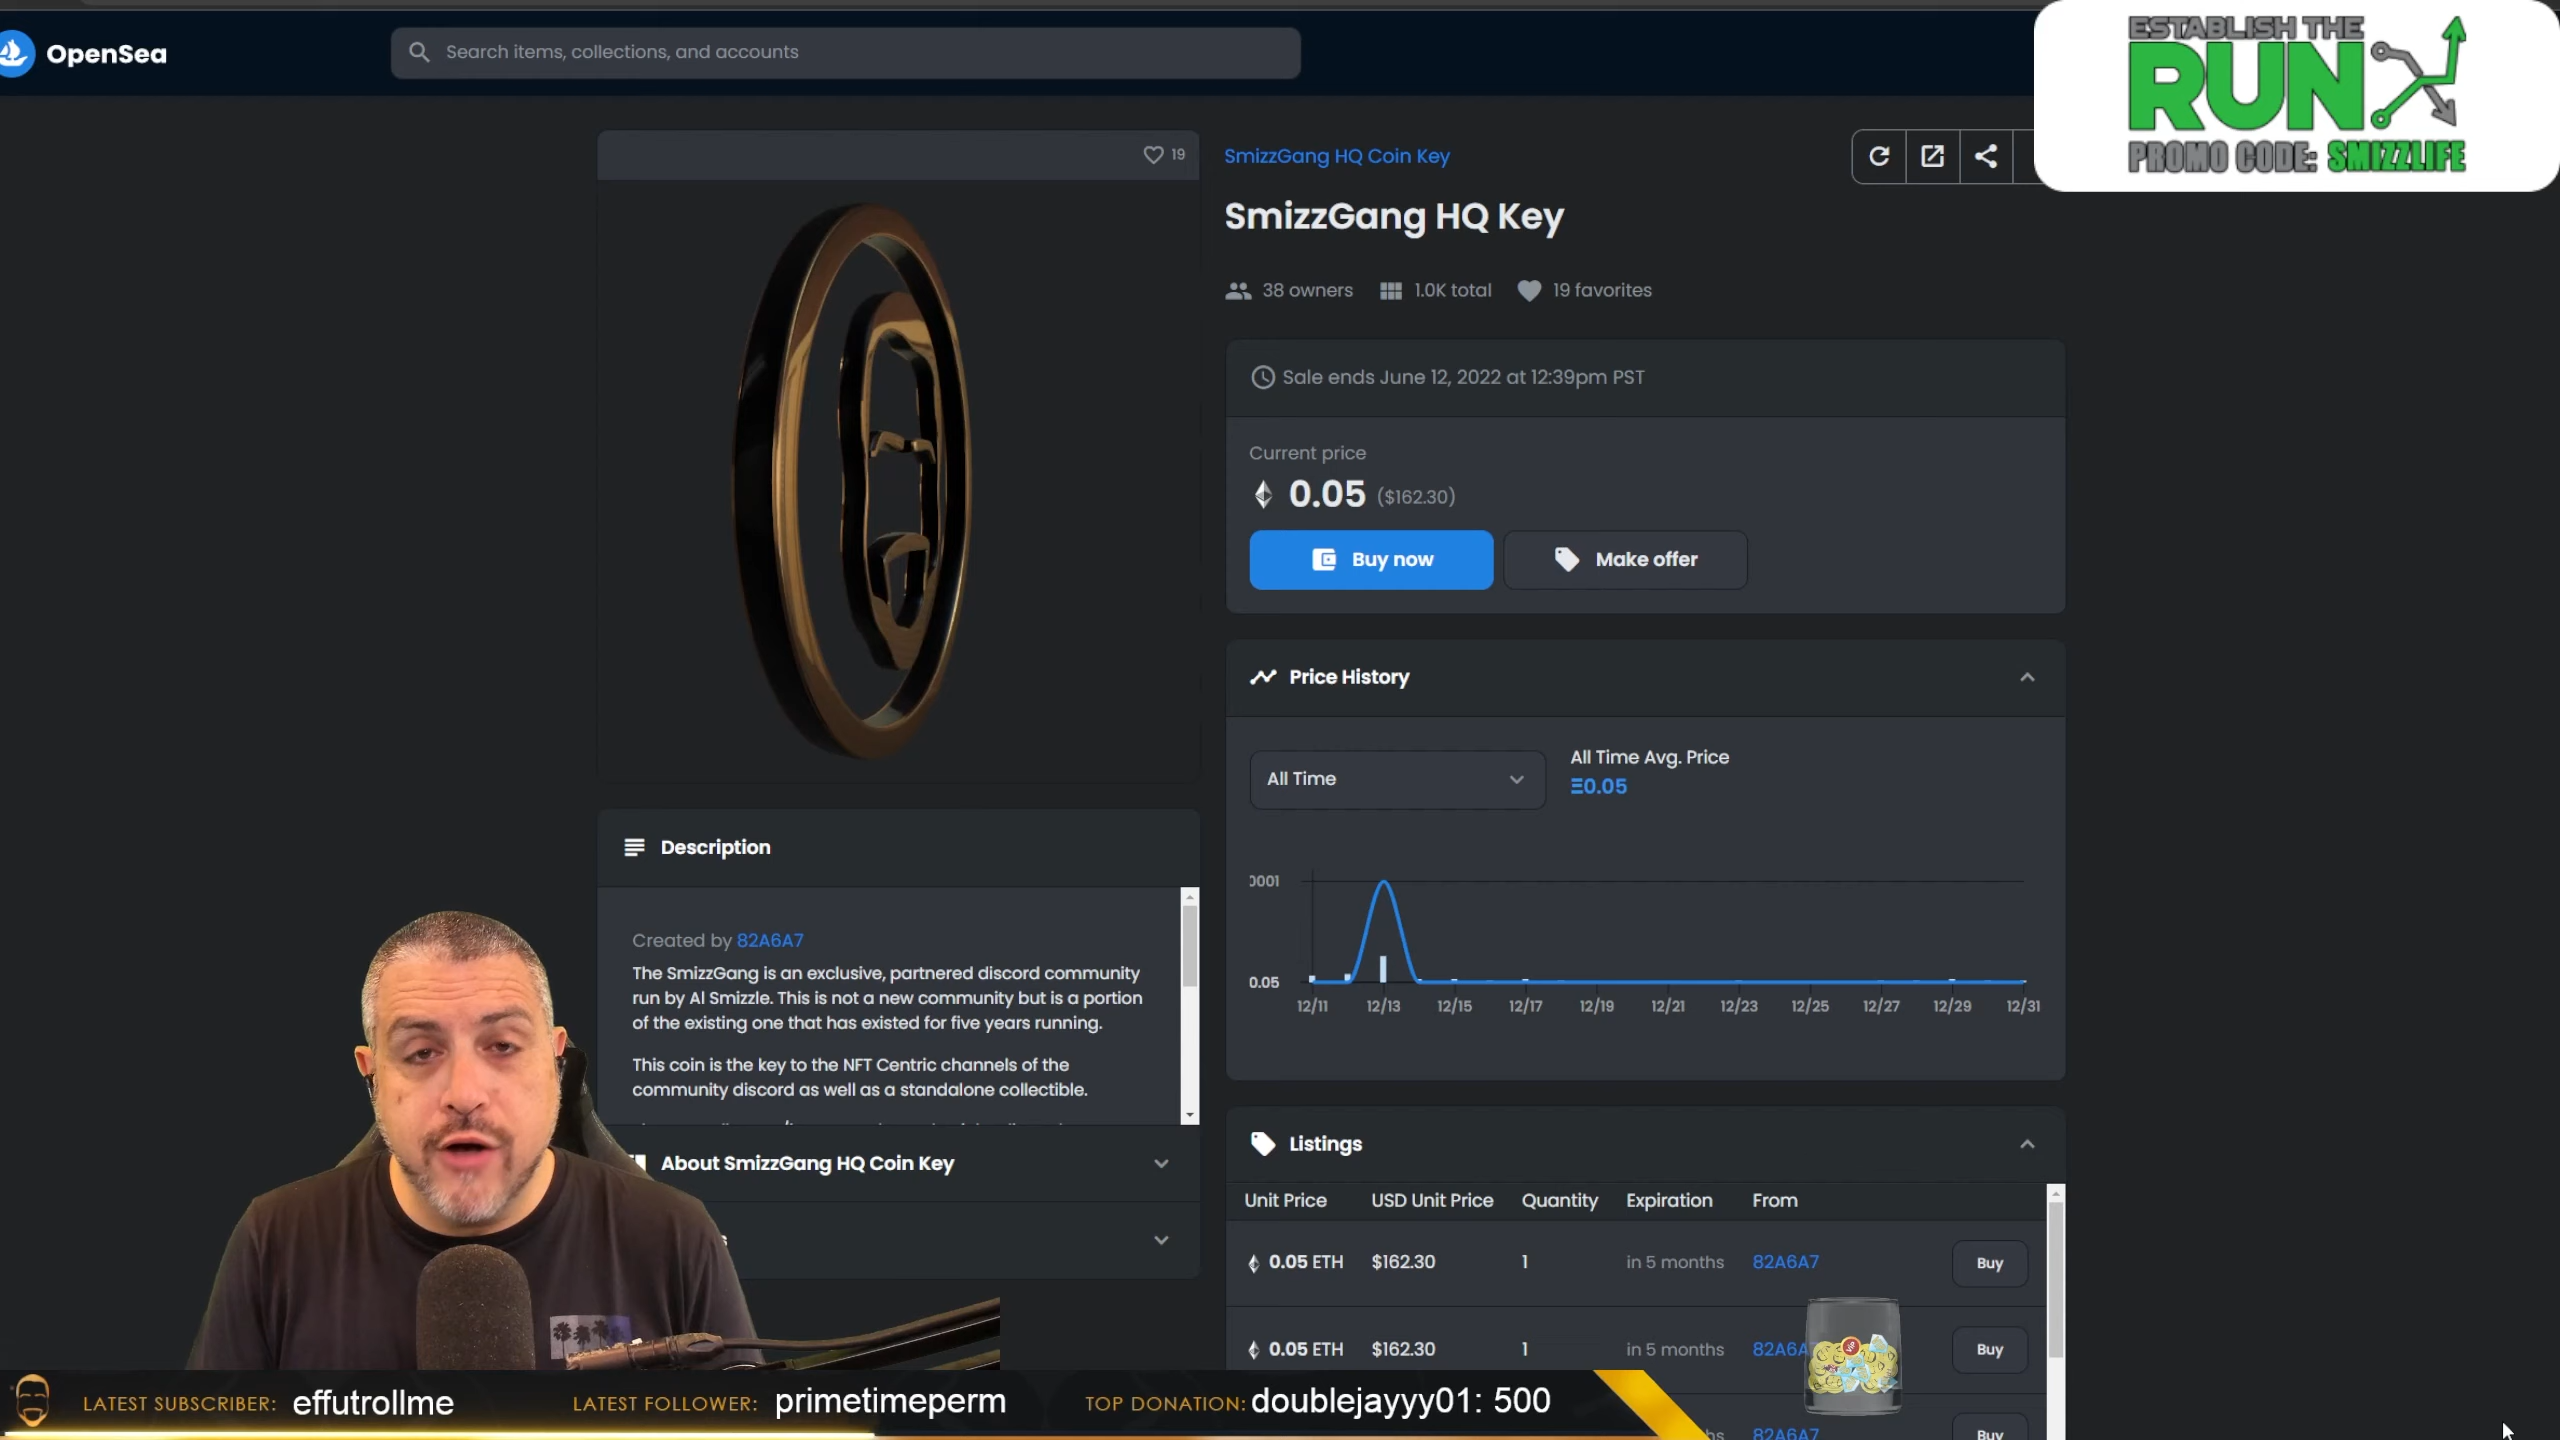 OpenSea
Search items, collections, and accounts
ESTABLISH THE
RUN
PROMO CODE: SMIZZLIFE
19
SmizzGang HQ Coin Key
SmizzGang HQ Key
38 owners
1.0K total
19 favorites
Sale ends June 12, 2022 at 12:39pm PST
Current price
0.05 ($162.30)
Buy now
Make offer
Price History
All Time
All Time Avg. Price
Ξ0.05
0001
0.05
12/11 12/13 12/15 12/17 12/19 12/21 12/23 12/25 12/27 12/29 12/31
Description
Created by 82A6A7
The SmizzGang is an exclusive, partnered discord community
run by Al Smizzle. This is not a new community but is a portion
of the existing one that has existed for five years running.
This coin is the key to the NFT Centric channels of the
community discord as well as a standalone collectible.
About SmizzGang HQ Coin Key
Listings
Unit Price USD Unit Price Quantity Expiration From
0.05 ETH $162.30 1 in 5 months 82A6A7 Buy
0.05 ETH $162.30 1 in 5 months 82A6A Buy
82A6A7 Buy
LATEST SUBSCRIBER: effutrollme
LATEST FOLLOWER: primetimeperm
TOP DONATION: doublejayyy01: 500